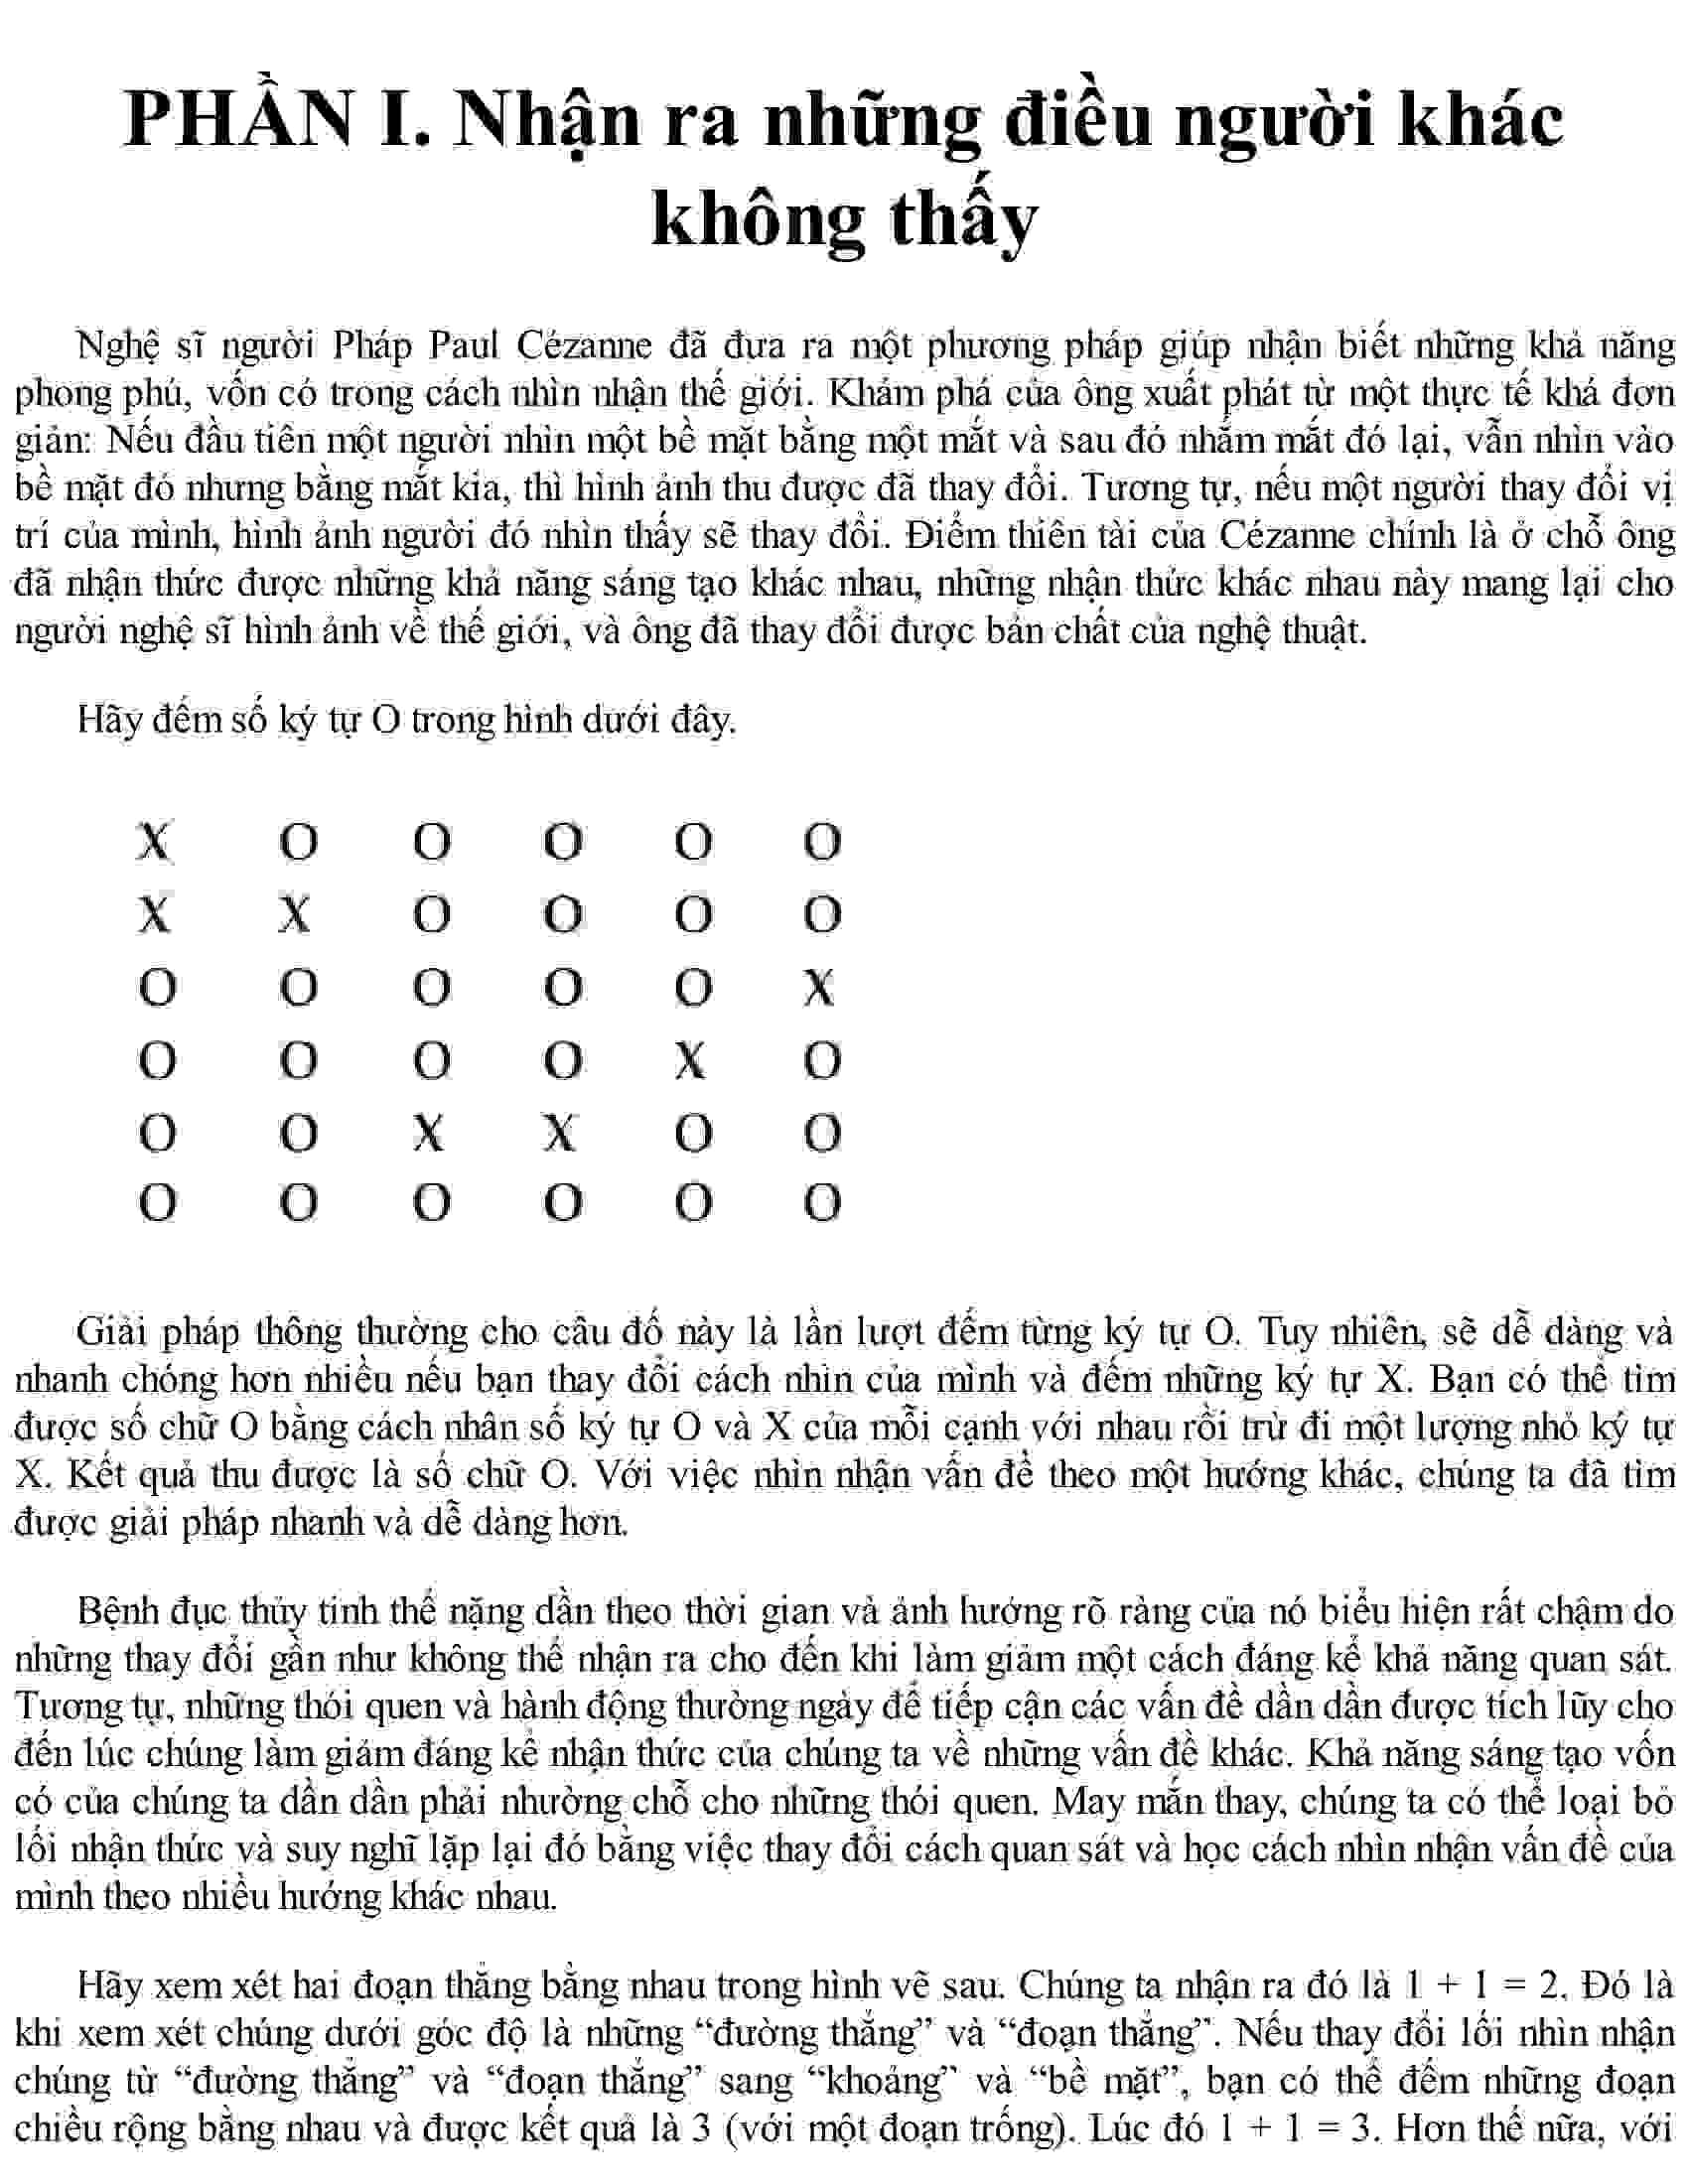 PHẦN I. Nhận ra những điều người khác
không thấy
Nghệ sĩ người Pháp Paul Cézanne đã đưa ra một phương pháp giúp nhận biết những khả năng
phong phú, vốn có trong cách nhìn nhận thế giới. Khám phá của ông xuất phát từ một thực tế khá đơn
giản: Nếu đầu tiên một người nhìn một bề mặt bằng một mắt và sau đó nhắm mắt đó lại, vẫn nhìn vào
bề mặt đó nhưng bằng mắt kia, thì hình ảnh thu được đã thay đổi. Tương tự, nếu một người thay đổi vị
trí của mình, hình ảnh người đó nhìn thấy sẽ thay đổi. Điểm thiên tài của Cézanne chính là ở chỗ ông
đã nhận thức được những khả năng sáng tạo khác nhau, những nhận thức khác nhau này mang lại cho
người nghệ sĩ hình ảnh về thế giới, và ông đã thay đổi được bản chất của nghệ thuật.
Hãy đếm số ký tự O trong hình dưới đây.
X O O O O O
X X O O O O
O O O O O X
O O O O X O
O O X X O O
O O O O O O
Giải pháp thông thường cho câu đố này là lần lượt đếm từng ký tự O. Tuy nhiên, sẽ dễ dàng và
nhanh chóng hơn nhiều nếu bạn thay đổi cách nhìn của mình và đếm những ký tự X. Bạn có thể tìm
được số chữ O bằng cách nhân số ký tự O và X của mỗi cạnh với nhau rồi trừ đi một lượng nhỏ ký tự
X. Kết quả thu được là số chữ O. Với việc nhìn nhận vấn đề theo một hướng khác, chúng ta đã tìm
được giải pháp nhanh và dễ dàng hơn.
Bệnh đục thủy tinh thể nặng dần theo thời gian và ảnh hưởng rõ ràng của nó biểu hiện rất chậm do
những thay đổi gần như không thể nhận ra cho đến khi làm giảm một cách đáng kể khả năng quan sát.
Tương tự, những thói quen và hành động thường ngày để tiếp cận các vấn đề dần dần được tích lũy cho
đến lúc chúng làm giảm đáng kể nhận thức của chúng ta về những vấn đề khác. Khả năng sáng tạo vốn
có của chúng ta dần dần phải nhường chỗ cho những thói quen. May mắn thay, chúng ta có thể loại bỏ
lối nhận thức và suy nghĩ lặp lại đó bằng việc thay đổi cách quan sát và học cách nhìn nhận vấn đề của
mình theo nhiều hướng khác nhau.
Hãy xem xét hai đoạn thẳng bằng nhau trong hình vẽ sau. Chúng ta nhận ra đó là 1 + 1 = 2. Đó là
khi xem xét chúng dưới góc độ là những “đường thẳng” và “đoạn thẳng”. Nếu thay đổi lối nhìn nhận
chúng từ “đường thẳng” và “đoạn thẳng” sang “khoảng” và “bề mặt”, bạn có thể đếm những đoạn
chiều rộng bằng nhau và được kết quả là 3 (với một đoạn trống). Lúc đó 1 + 1 = 3. Hơn thế nữa, với